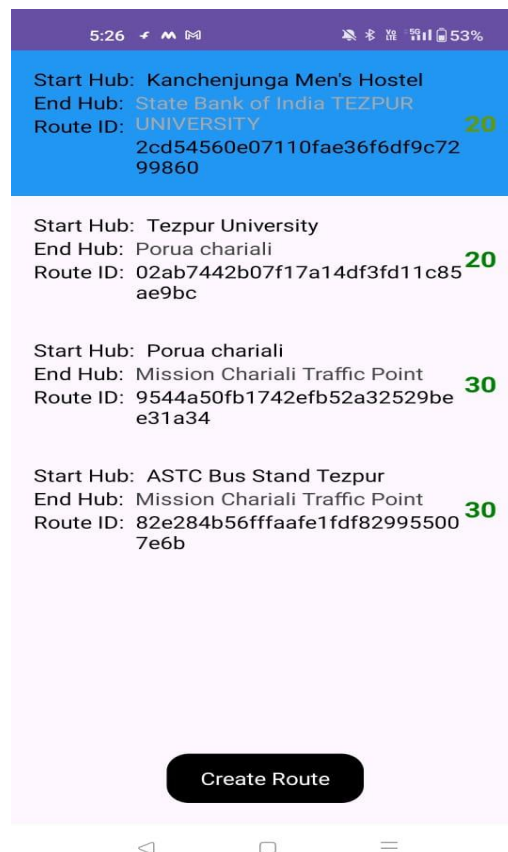 5:26 53%
Start Hub: Kanchenjunga Men's Hostel
End Hub: State Bank of India TEZPUR
Route ID: UNIVERSITY 20
2cd54560e07110fae36f6df9c72
99860
Start Hub: Tezpur University
End Hub: Porua chariali 20
Route ID: 02ab7442b07f17a14df3fd11c85
ae9bc
Start Hub: Porua chariali
End Hub: Mission Chariali Traffic Point 30
Route ID: 9544a50fb1742efb52a32529be
e31a34
Start Hub: ASTC Bus Stand Tezpur
End Hub: Mission Chariali Traffic Point 30
Route ID: 82e284b56fffaafe1fdf82995500
7e6b
Create Route